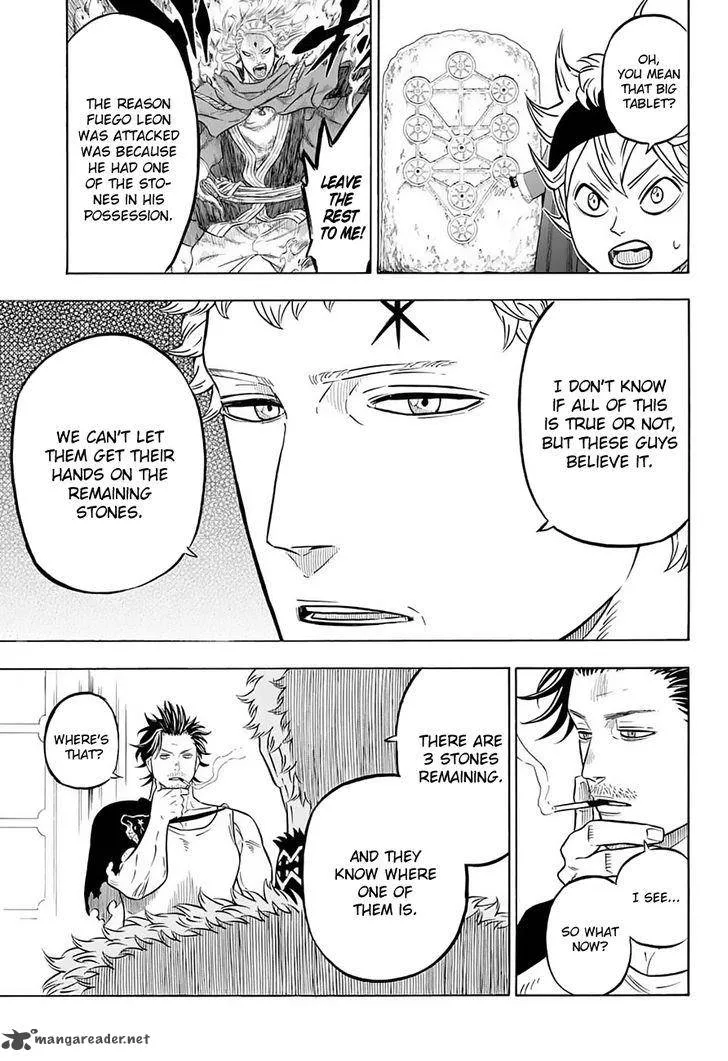 OH,
YOU MEAN
THAT BIG
TABLET?
LEAVE
THE REST
TO ME!
THE REASON
FUEGO LEON
WAS ATTACKED
WAS BECAUSE
HE HAD ONE
OF THE STO-
NES IN HIS
POSSESSION.
I DON'T KNOW
IF ALL OF THIS
IS TRUE OR NOT,
BUT THESE GUYS
BELIEVE IT.
WE CAN'T LET
THEM GET THEIR
HANDS ON THE
REMAINING
STONES.
I SEE...
SO WHAT
NOW?
THERE ARE
3 STONES
REMAINING.
AND THEY
KNOW WHERE
ONE OF
THEM IS.
WHERE'S
THAT?
mangareader.net